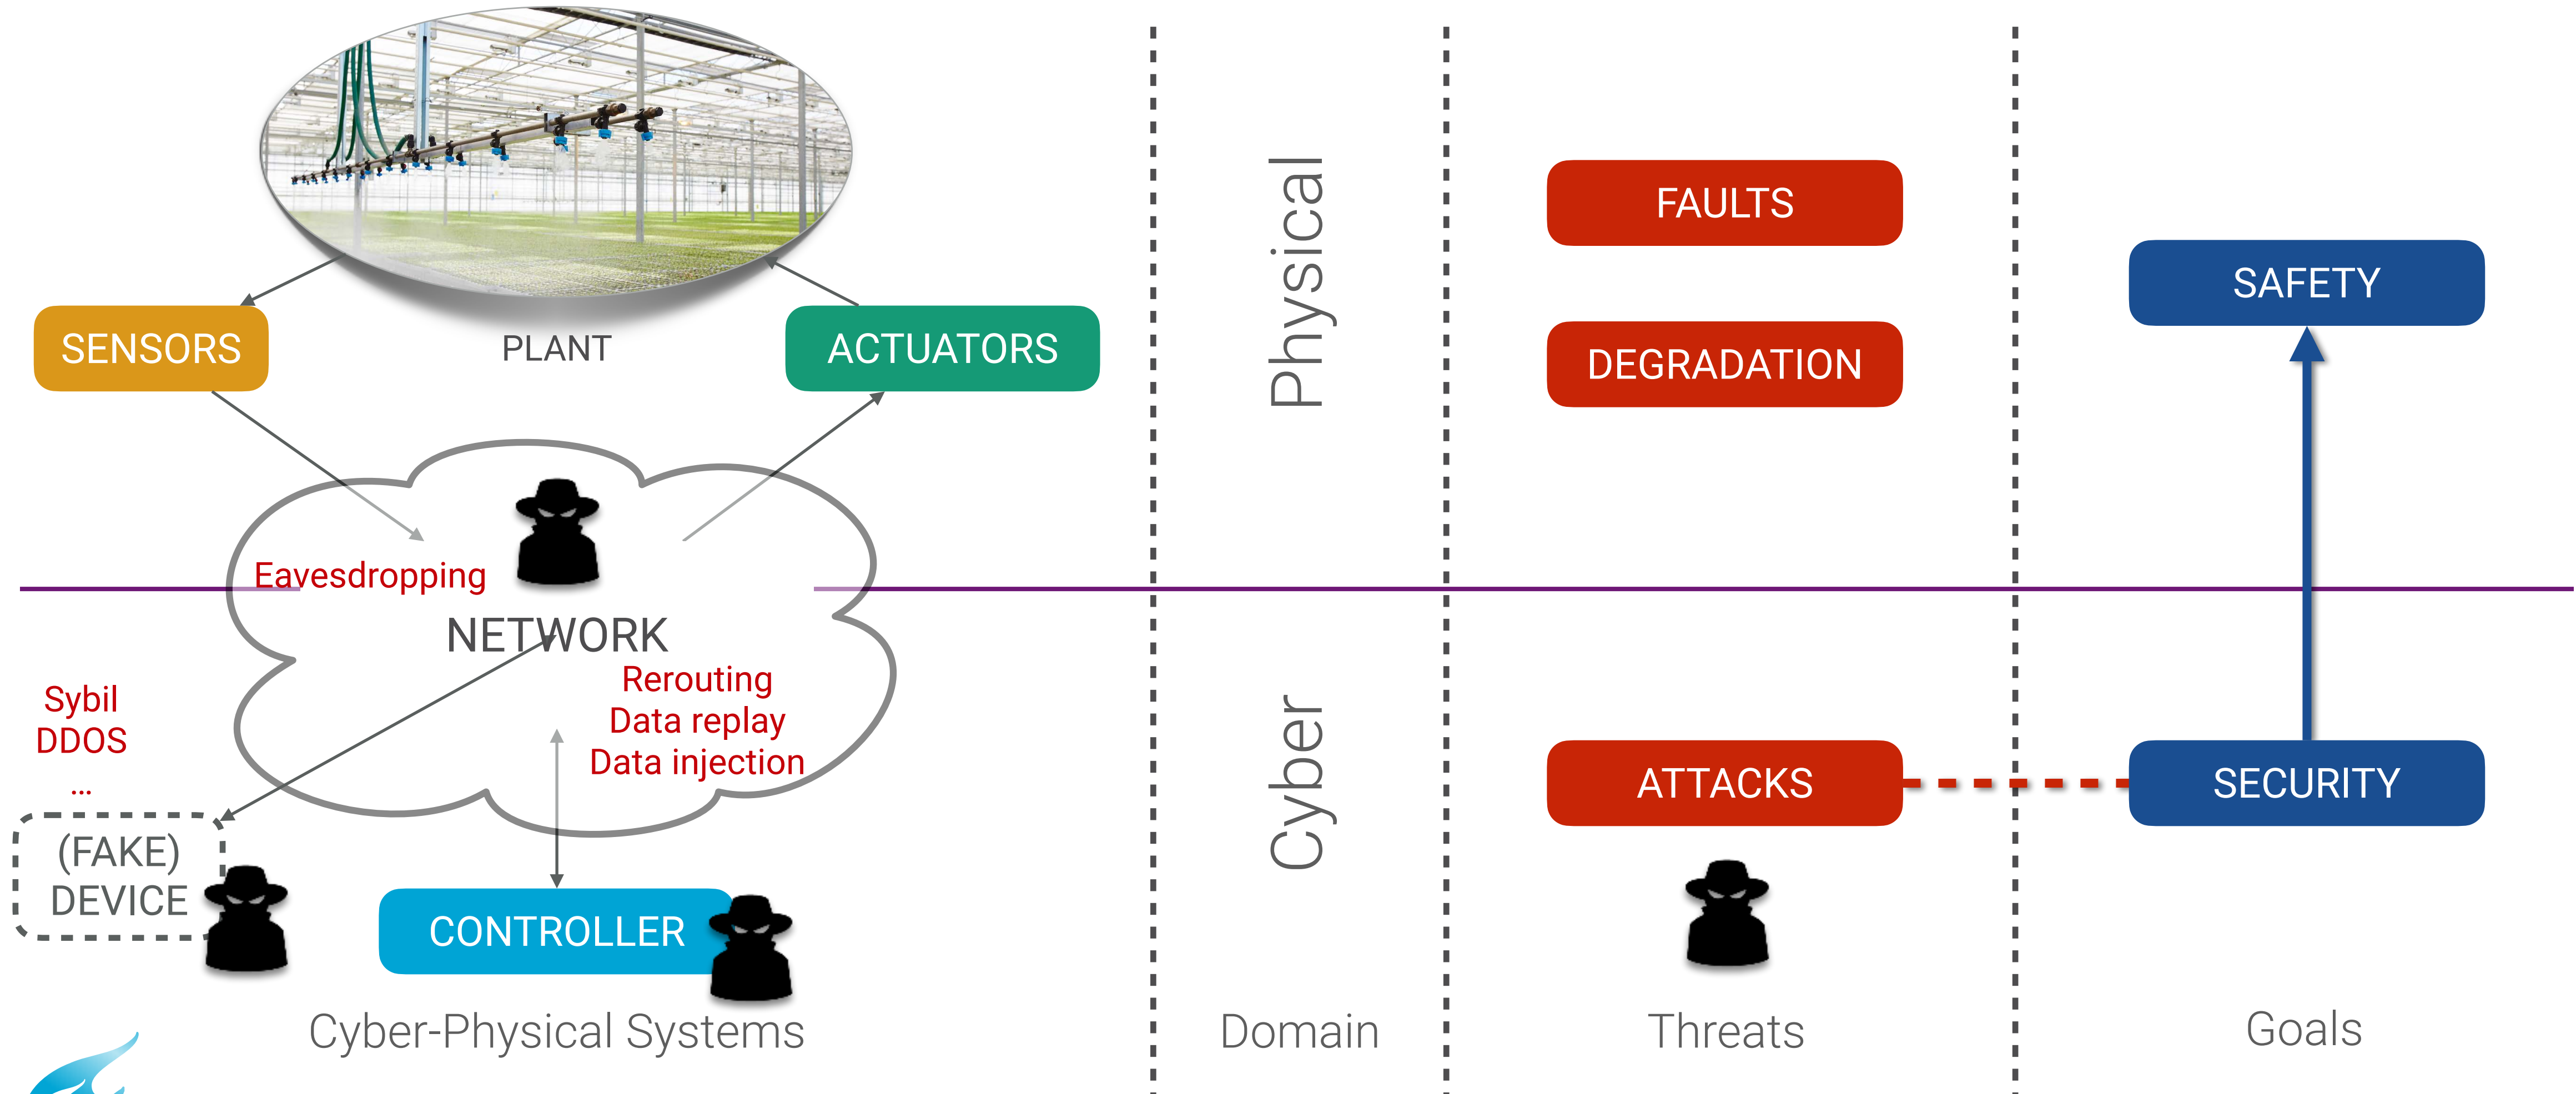 SENSORS
PLANT
ACTUATORS
Eavesdropping
NETWORK
Rerouting
Data replay
Data injection
Sybil
DDOS
...
(FAKE)
DEVICE
CONTROLLER
Cyber-Physical Systems
Physical
Cyber
Domain
FAULTS
DEGRADATION
ATTACKS
Threats
SAFETY
SECURITY
Goals